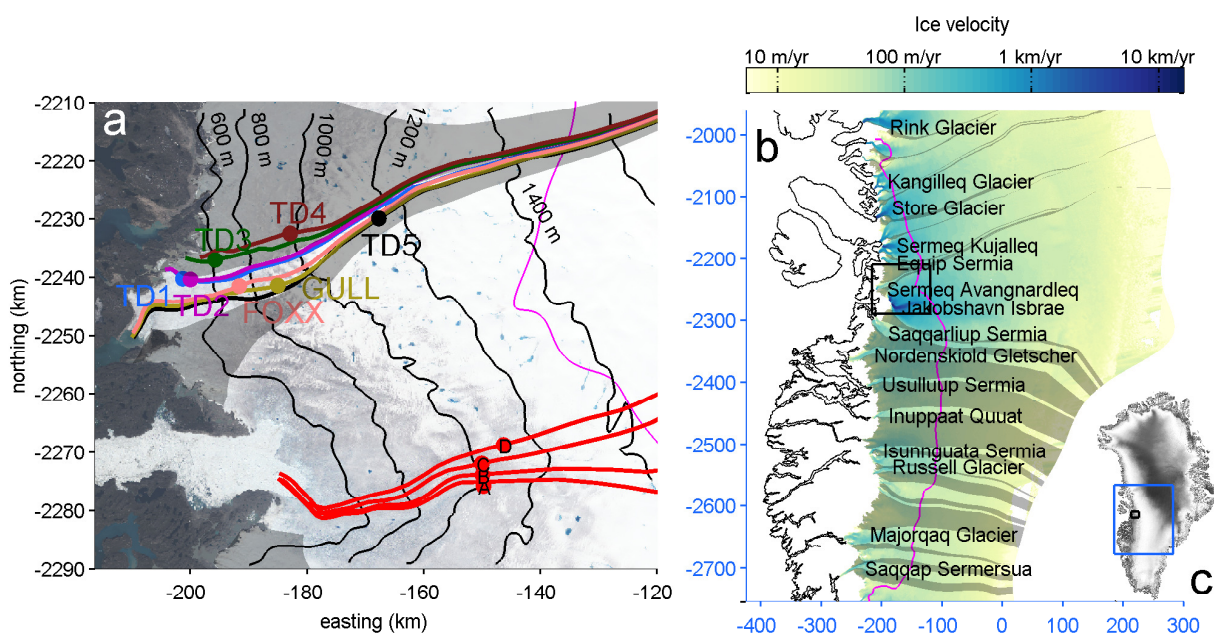 Ice velocity
10 m/yr 100 m/yr 1 km/yr 10 km/yr
a
-2210
-2220
-2230
-2240
-2250
-2260
-2270
-2280
-2290
northing (km)
-200 -180 -160 -140 -120
easting (km)
600 m
800 m
1000 m
1200 m
1400 m
TD4
TD3
TD5
TD1
TD2
FOXX
GULL
D
C
B
A
b
-2000
-2100
-2200
-2300
-2400
-2500
-2600
-2700
-400 -300 -200 -100 0 100 200 300
Rink Glacier
Kangilleq Glacier
Store Glacier
Sermeq Kujalleq
Equip Sermia
Sermeq Avangnardleq
Jakobshavn Isbrae
Saqqarliup Sermia
Nordenskiold Gletscher
Usulluup Sermia
Inuppaat Quuat
Isunnguata Sermia
Russell Glacier
Majorqaq Glacier
Saqqap Sermersua
c